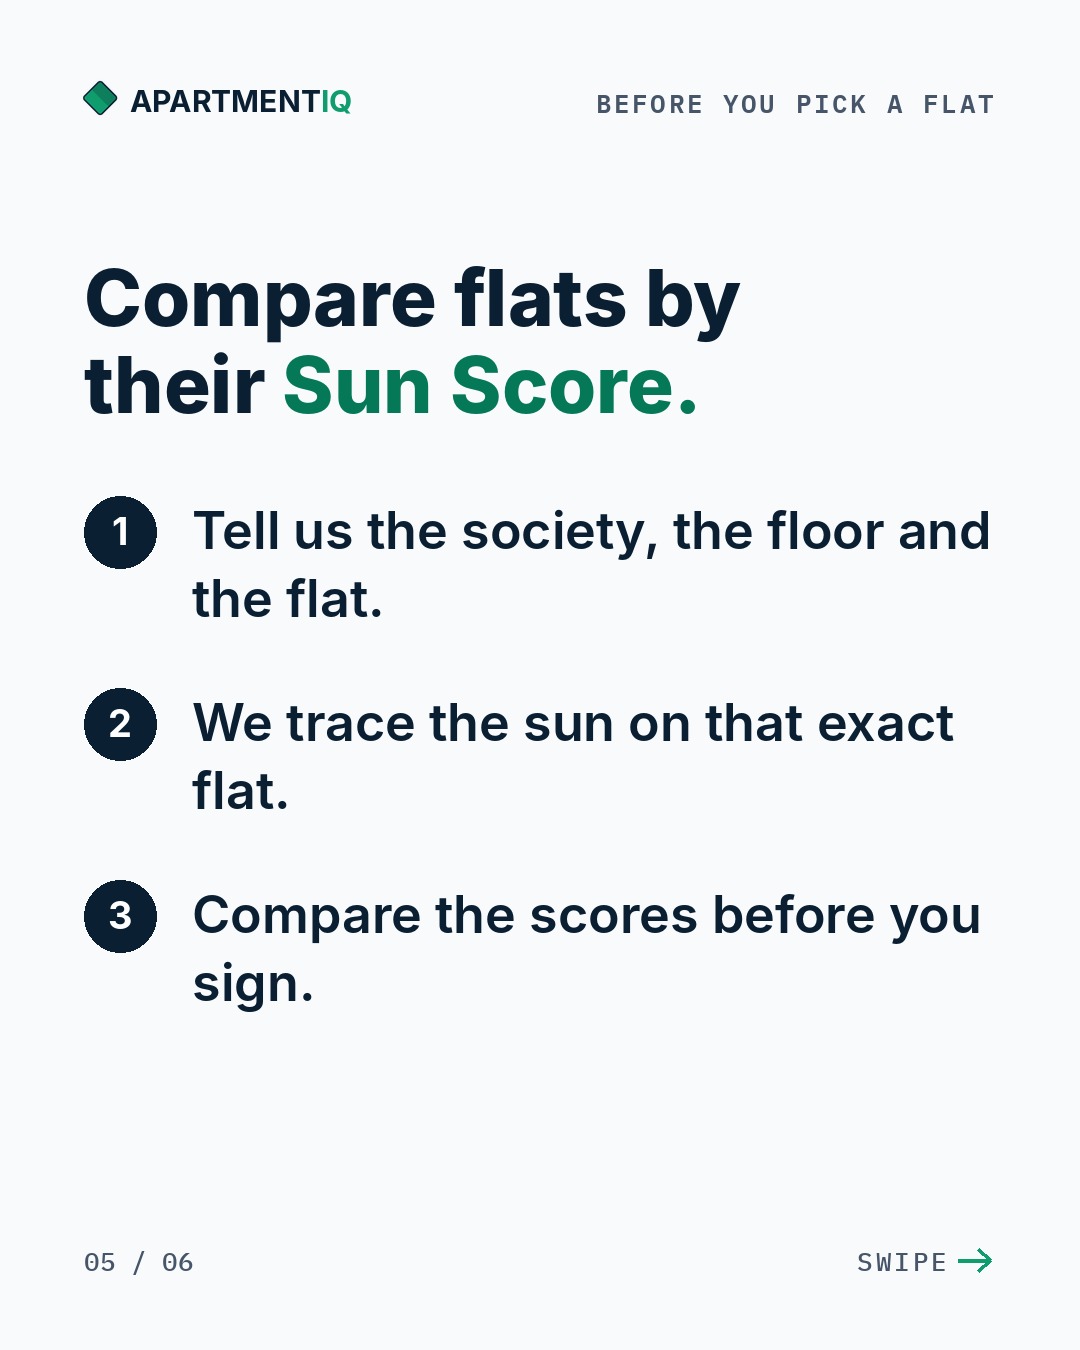 APARTMENTIQ
BEFORE YOU PICK A FLAT
Compare flats by
their Sun Score.
1 Tell us the society, the floor and
the flat.
2 We trace the sun on that exact
flat.
3 Compare the scores before you
sign.
05 / 06
SWIPE →